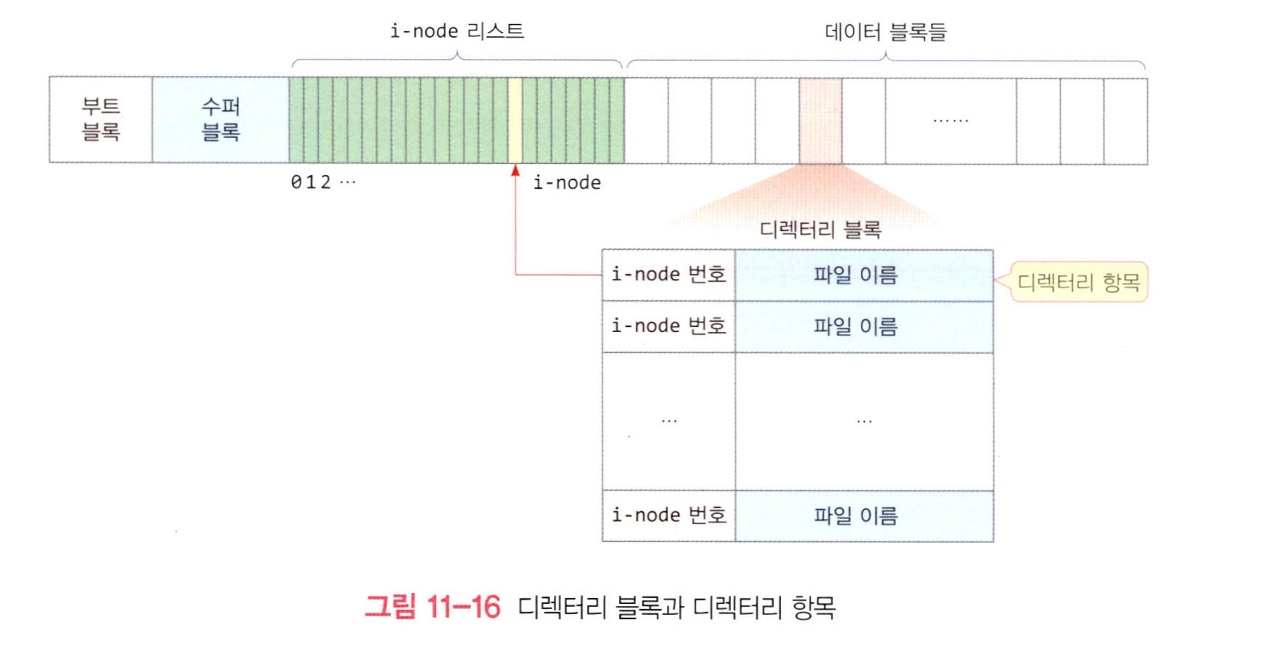 i-node 리스트
데이터 블록들
부트
블록
수퍼
블록
······
0 1 2 ···
i-node
디렉터리 블록
i-node 번호
파일 이름
디렉터리 항목
i-node 번호
파일 이름
···
···
i-node 번호
파일 이름
그림 11-16 디렉터리 블록과 디렉터리 항목